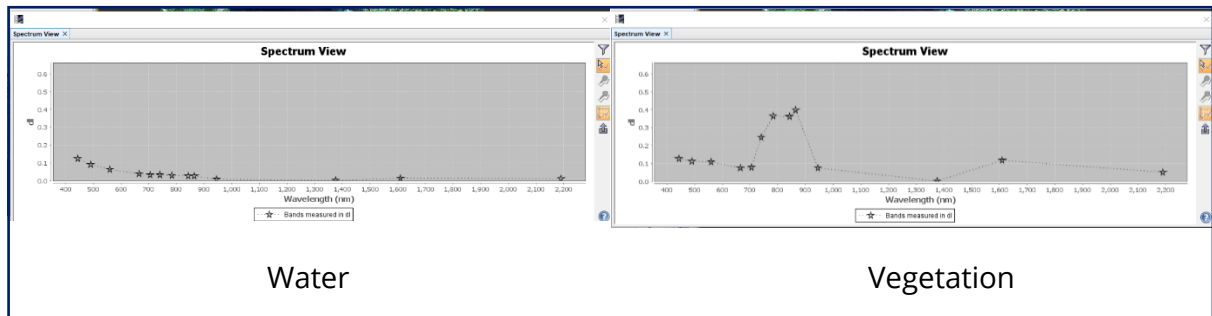 Spectrum View ×
Spectrum View
0.6
0.5
0.4
0.3
0.2
0.1
0.0
dl
400 500 600 700 800 900 1,000 1,100 1,200 1,300 1,400 1,500 1,600 1,700 1,800 1,900 2,000 2,100 2,200
Wavelength (nm)
Bands measured in dl
Water
Spectrum View ×
Spectrum View
0.6
0.5
0.4
0.3
0.2
0.1
0.0
dl
400 500 600 700 800 900 1,000 1,100 1,200 1,300 1,400 1,500 1,600 1,700 1,800 1,900 2,000 2,100 2,200
Wavelength (nm)
Bands measured in dl
Vegetation